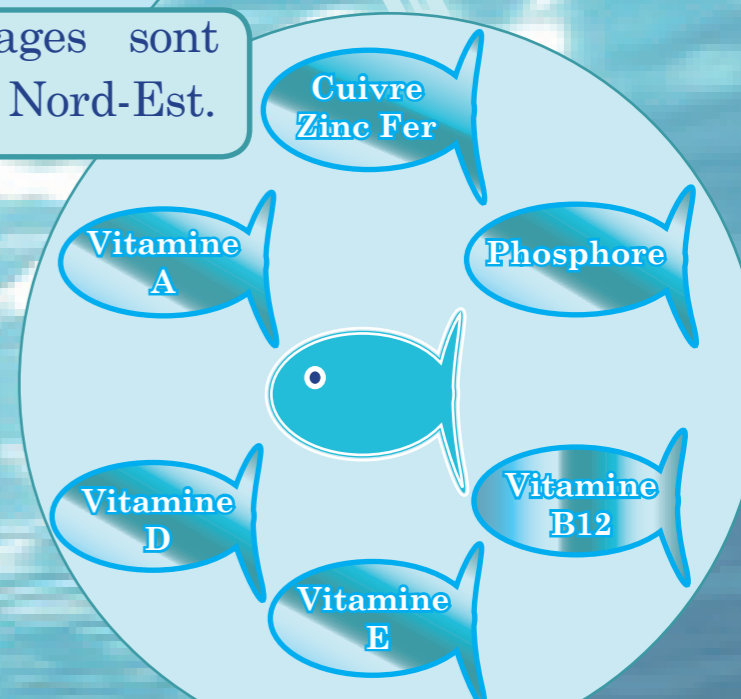 ages sont
Nord-Est.
Cuivre
Zinc Fer
Vitamine
A
Phosphore
Vitamine
D
Vitamine
B12
Vitamine
E